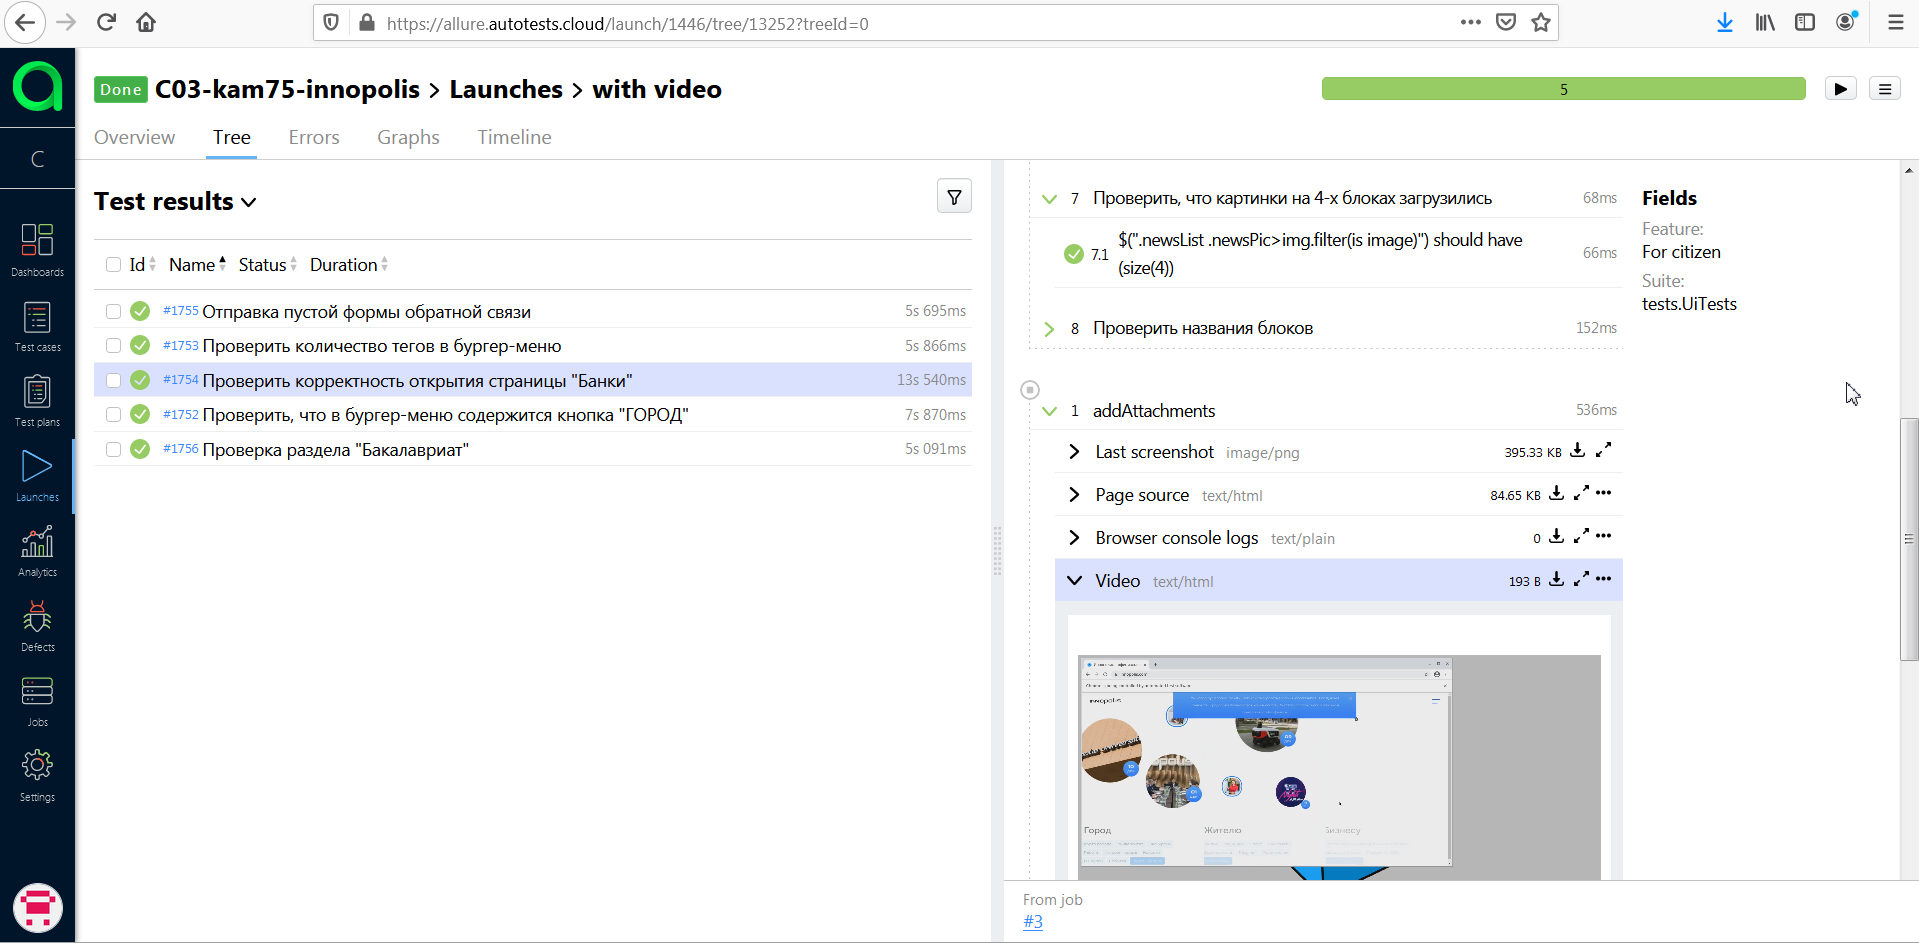 https://allure.autotests.cloud/launch/1446/tree/13252?treeId=0
Done C03-kam75-innopolis > Launches > with video
5
Overview Tree Errors Graphs Timeline
C
Dashboards
Test cases
Test plans
Launches
Analytics
Defects
Jobs
Settings
Test results
Id Name Status Duration
#1755 Отправка пустой формы обратной связи 5s 695ms
#1753 Проверить количество тегов в бургер-меню 5s 866ms
#1754 Проверить корректность открытия страницы "Банки" 13s 540ms
#1752 Проверить, что в бургер-меню содержится кнопка "ГОРОД" 7s 870ms
#1756 Проверка раздела "Бакалавриат" 5s 091ms
7 Проверить, что картинки на 4-х блоках загрузились 68ms
7.1 $(".newsList .newsPic>img.filter(is image)") should have (size(4)) 66ms
8 Проверить названия блоков 152ms
1 addAttachments 536ms
Last screenshot image/png 395.33 KB
Page source text/html 84.65 KB
Browser console logs text/plain 0
Video text/html 193 B
Город Жителю Бизнесу
Fields
Feature:
For citizen
Suite:
tests.UiTests
From job
#3